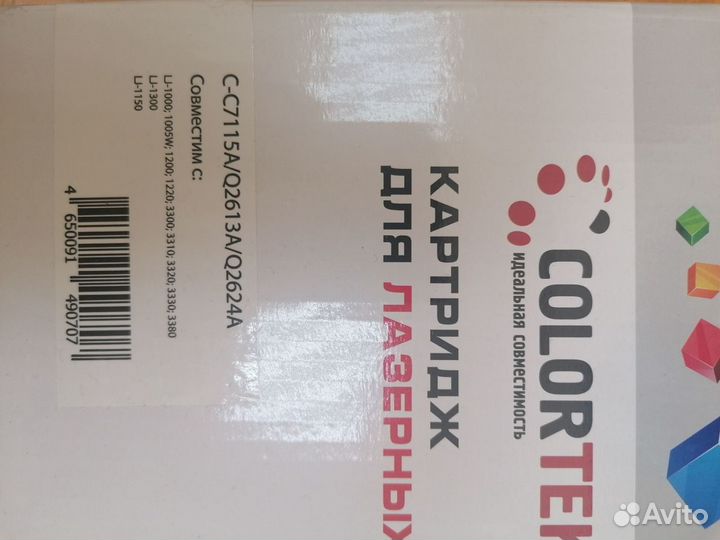 COLORTEK
идеальная совместимость
КАРТРИДЖ
ДЛЯ ЛАЗЕРНЫХ
C-C7115A/Q2613A/Q2624A
Совместим с:
LJ-1000; 1005W; 1200; 1220; 3300; 3310; 3320; 3330; 3380
LJ-1300
LJ-1150
4 650091 490707
Avito